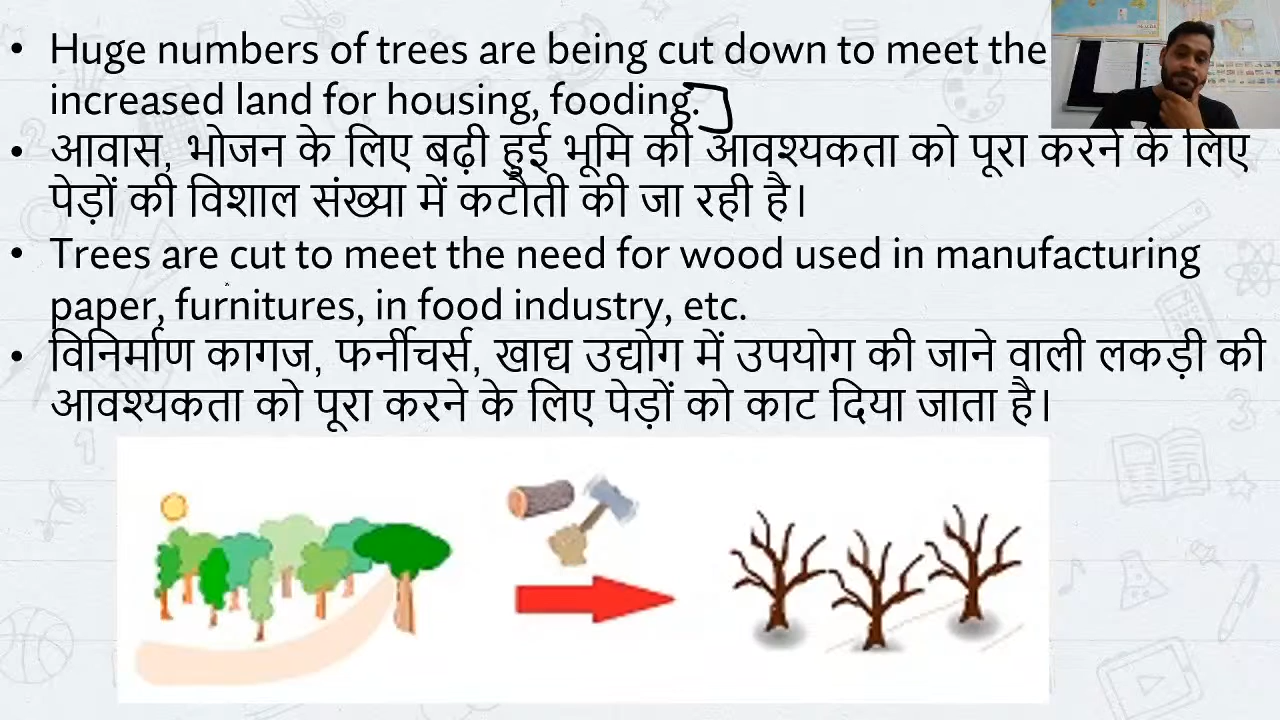 • Huge numbers of trees are being cut down to meet the
increased land for housing, fooding.
• आवास, भोजन के लिए बढ़ी हुई भूमि की आवश्यकता को पूरा करने के लिए
पेड़ों की विशाल संख्या में कटौती की जा रही है।
• Trees are cut to meet the need for wood used in manufacturing
paper, furnitures, in food industry, etc.
• विनिर्माण कागज, फर्नीचर्स, खाद्य उद्योग में उपयोग की जाने वाली लकड़ी की
आवश्यकता को पूरा करने के लिए पेड़ों को काट दिया जाता है।